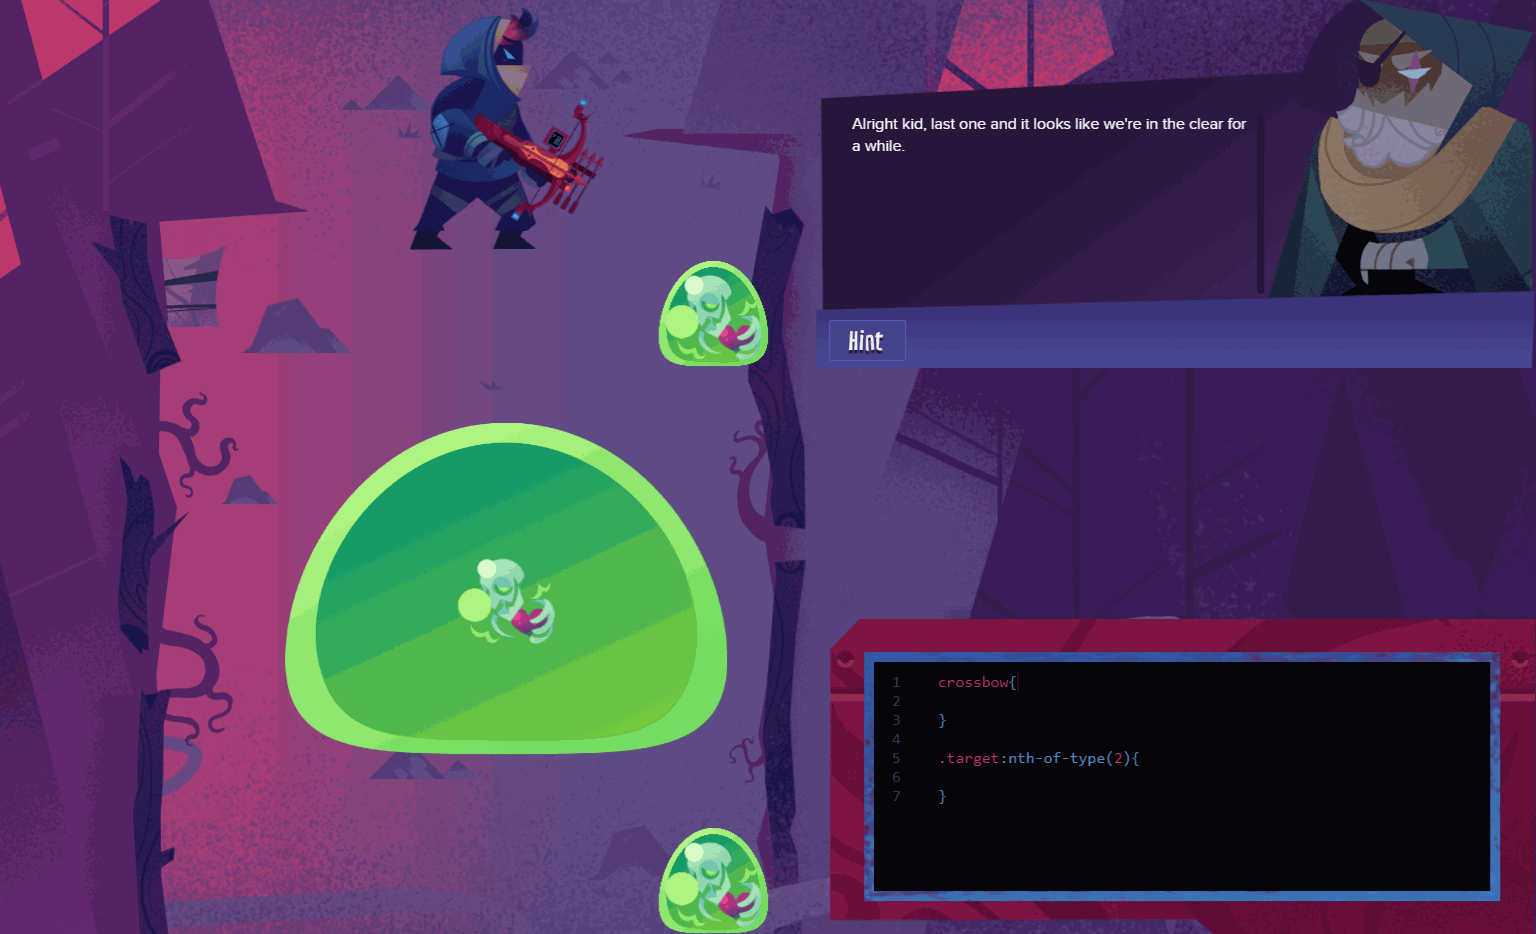 Alright kid, last one and it looks like we're in the clear for
a while.
Hint
1 crossbow{
2
3 }
4
5 .target:nth-of-type(2){
6
7 }